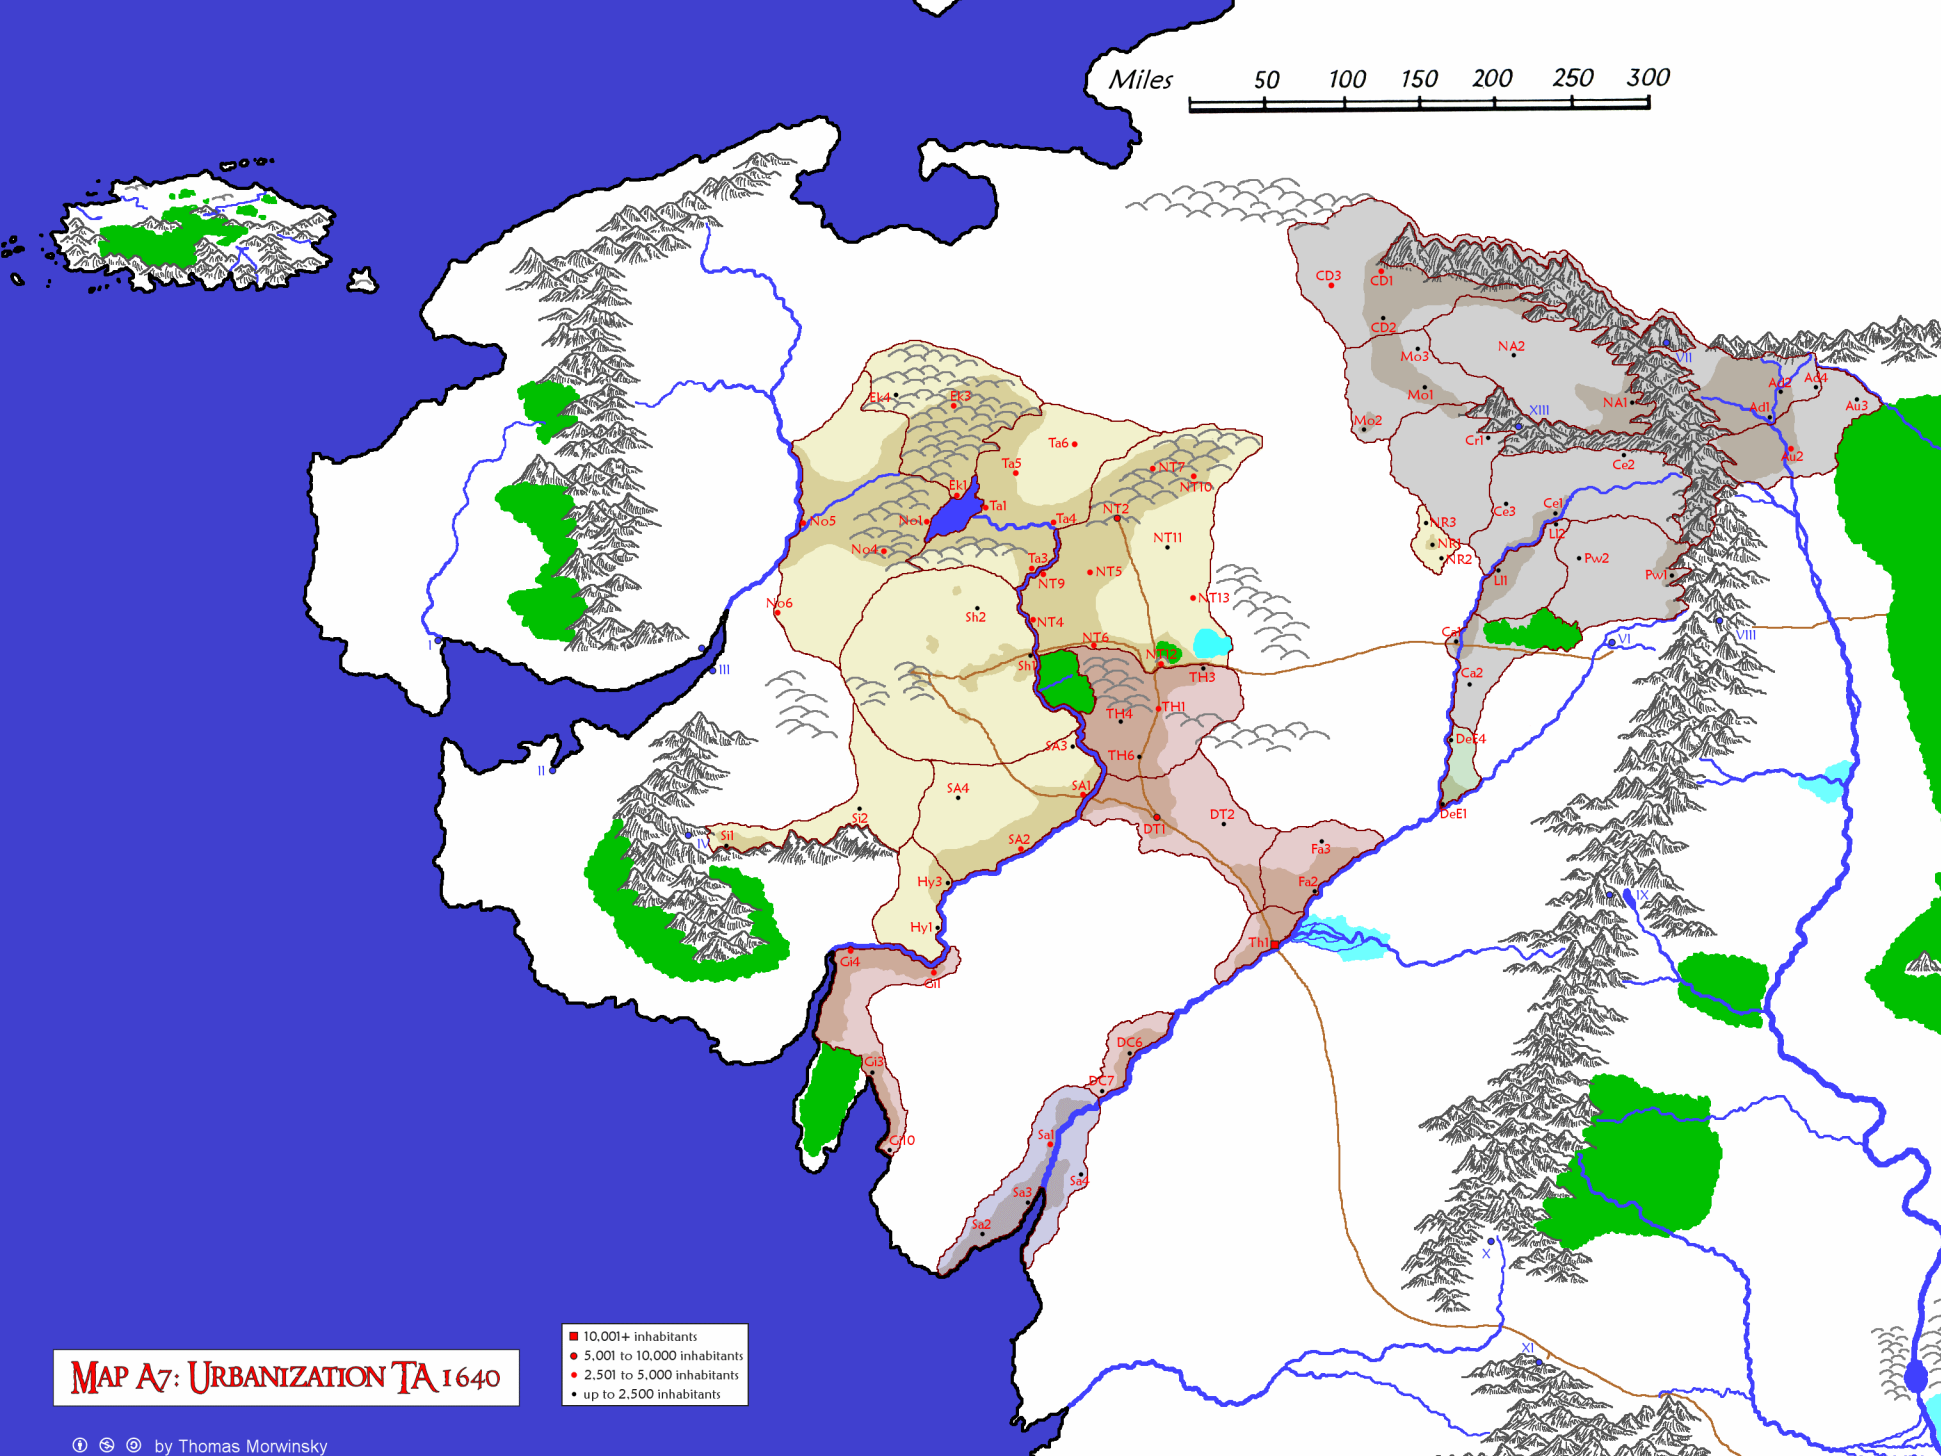 Miles 50 100 150 200 250 300
CD3
CD1
CD2
Mo3
NA2
VII
Mo1
NA1
Ad2
Ad4
Ad1
Au3
XIII
Mo2
Cr1
Ce2
Au2
Ek4
Ek3
Ta6
Ta5
NT7
NT10
Ek1
Ta1
NT2
No5
No1
Ta4
Ce3
Ce1
NR3
LI2
NT11
No4
NR1
NR2
Ta3
NT5
NT9
Pw2
Pw1
LI1
No6
NT13
Sh2
NT4
NT6
Ca1
VI
VIII
I
NT12
Sh1
III
TH3
Ca2
TH1
TH4
SA3
DeE4
TH6
II
SA4
SA1
DT2
DeE1
Si2
DT1
Si1
IV
SA2
Fa3
Hy3
Fa2
IX
Hy1
Th1
Gi4
Gi1
DC6
Gi3
DC7
Sa1
Gi10
Sa4
Sa3
Sa2
X
XI
10,001+ inhabitants
5,001 to 10,000 inhabitants
2,501 to 5,000 inhabitants
up to 2,500 inhabitants
Map A7: Urbanization TA 1640
by Thomas Morwinsky